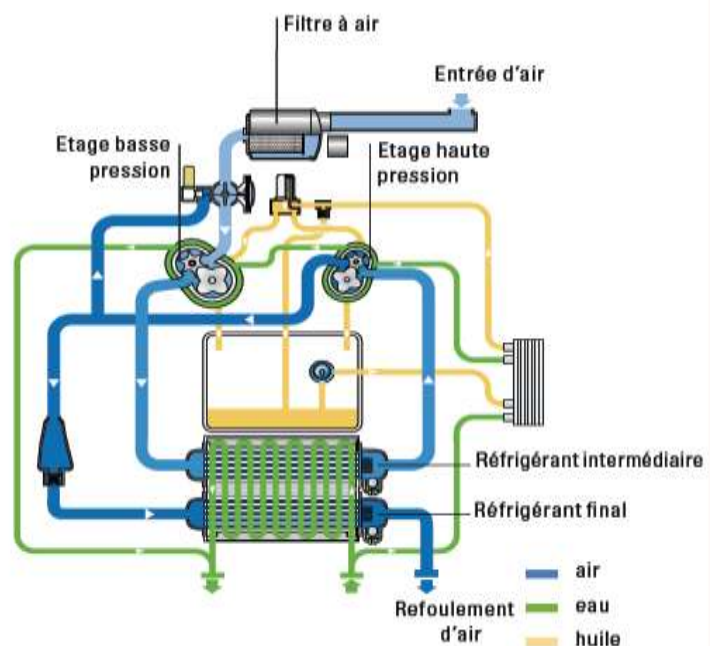 Filtre à air
Entrée d'air
Etage basse
pression
Etage haute
pression
Réfrigérant intermédiaire
Réfrigérant final
Refoulement
d'air
air
eau
huile